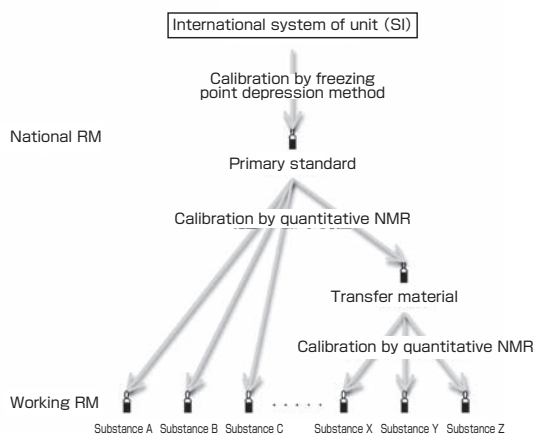 International system of unit (SI)
Calibration by freezing
point depression method
National RM
Primary standard
Calibration by quantitative NMR
Transfer material
Calibration by quantitative NMR
Working RM
Substance A Substance B Substance C Substance X Substance Y Substance Z